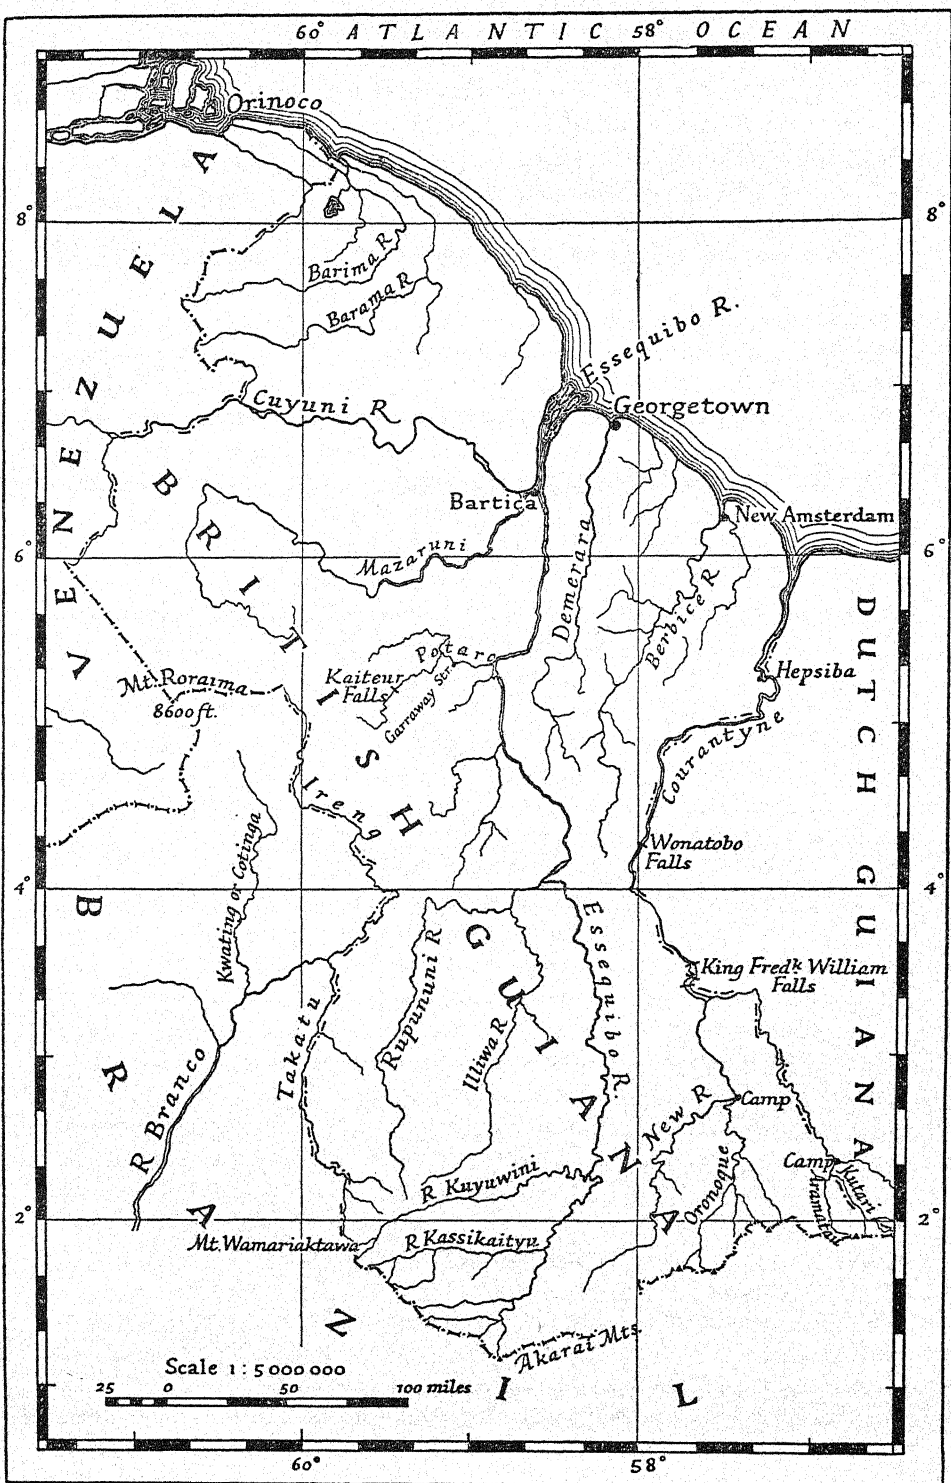 60° ATLANTIC 58° OCEAN
Orinoco
8° 8°
VENEZUELA
Barima R
Barama R
Essequibo R.
Cuyuni R
Georgetown
BRITISH GUIANA
Bartica
New Amsterdam
6° 6°
Mazaruni
Demerara
Berbice R
DUTCH GUIANA
Potaro
Kaiteur
Falls
Garraway Str.
Hepsiba
Mt. Roraima
8600 ft.
Courantyne
Ireng
Kwating or Cotinga
Wonatobo
Falls
4° 4°
BRAZIL
Essequibo R.
King Fredk. William
Falls
Rupununi R
Takatu
Illiwa R
R Branco
New R
Camp
Camp
Kutari
Oronoque
Arumatau
R Kuyuwini
2° 2°
Mt. Wamariaktawa
R Kassikaityu
Akarai Mts.
Scale 1:5 000 000
25 0 50 100 miles
60° 58°